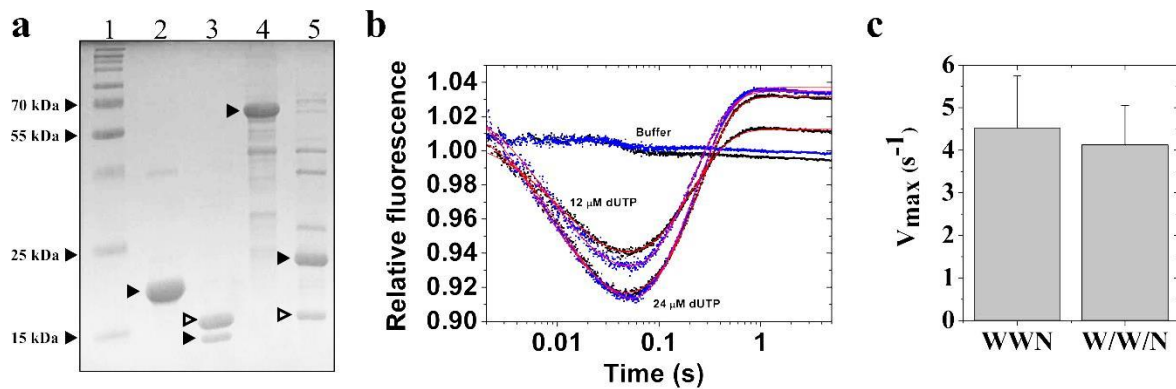 a
1 2 3 4 5
70 kDa
55 kDa
25 kDa
15 kDa
b
Relative fluorescence
1.04
1.02
1.00
0.98
0.96
0.94
0.92
0.90
Buffer
12 μM dUTP
24 μM dUTP
0.01 0.1 1
Time (s)
c
Vmax (s⁻¹)
6
5
4
3
2
1
0
WWN W/W/N